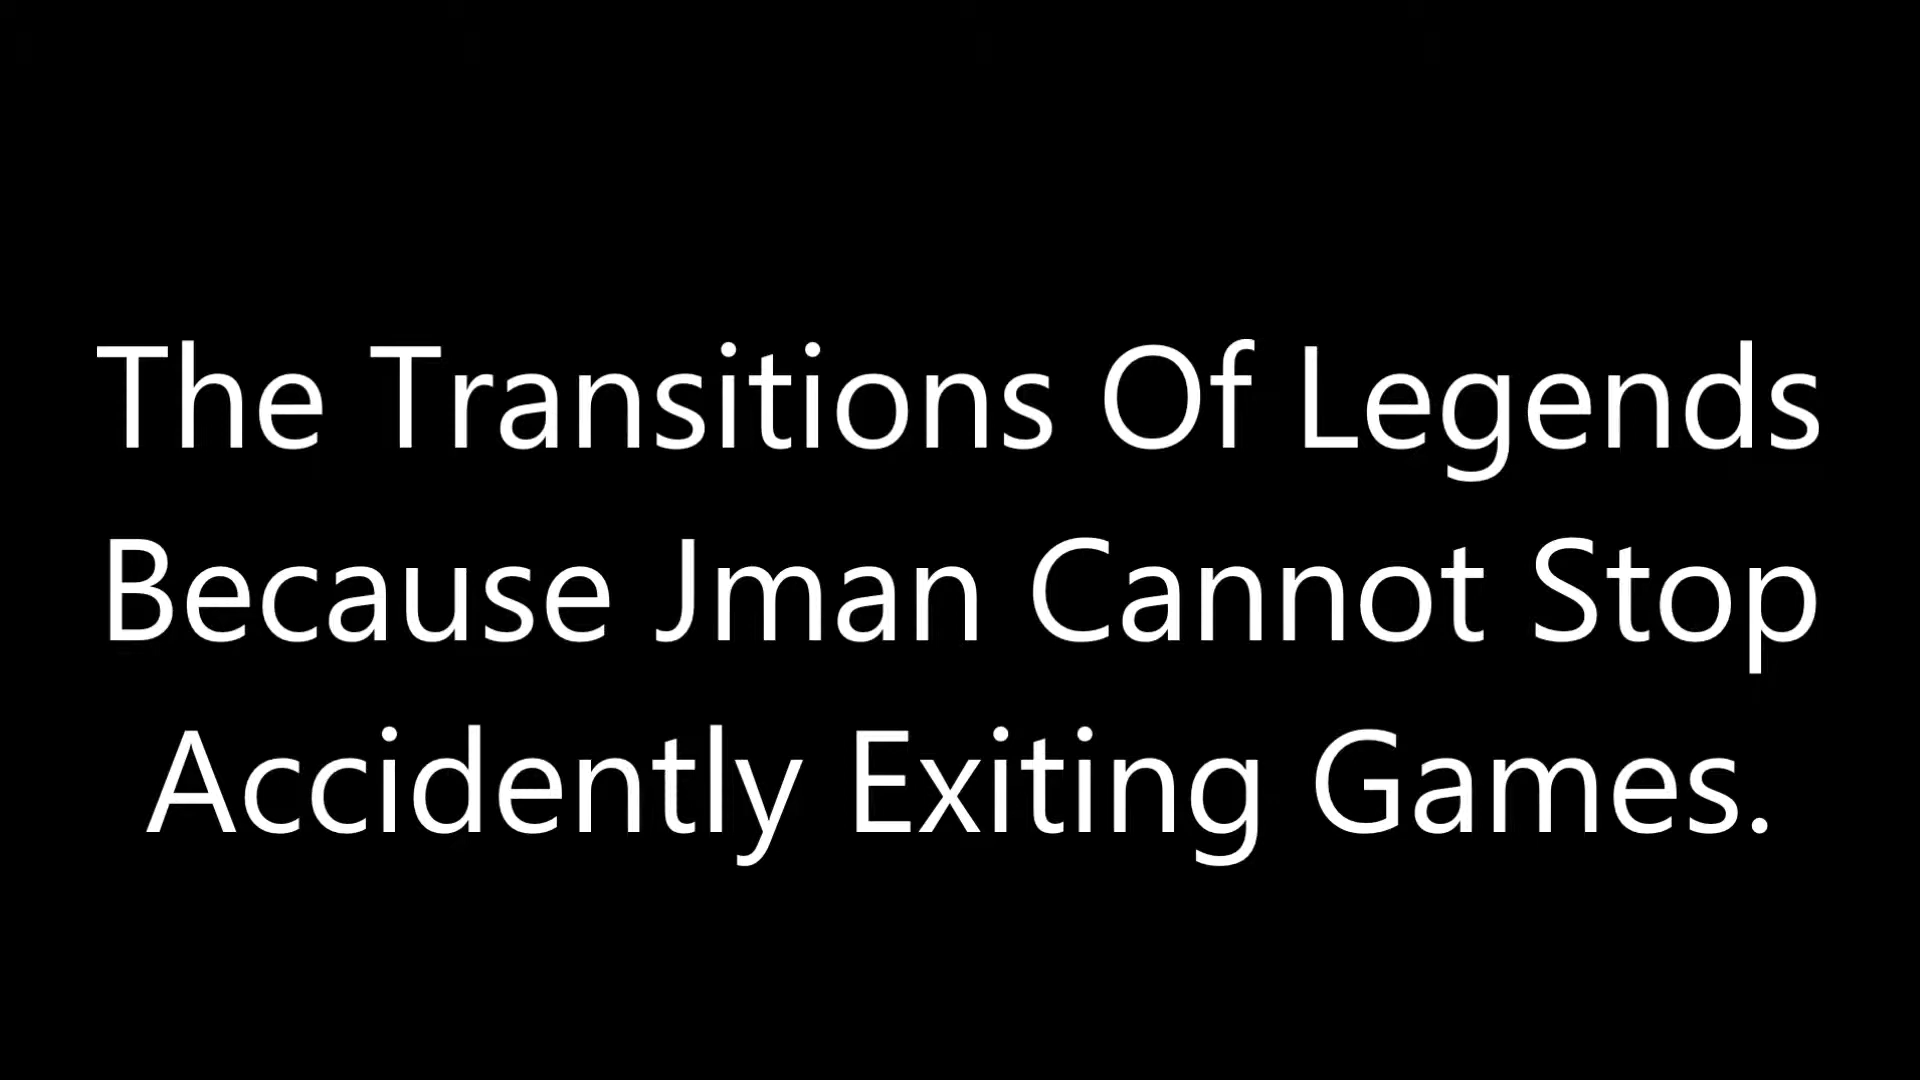 The Transitions Of Legends
Because Jman Cannot Stop
Accidently Exiting Games.